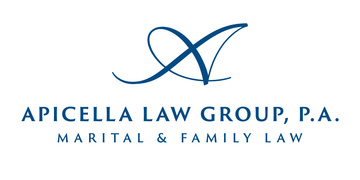 A
APICELLA LAW GROUP, P.A.
MARITAL & FAMILY LAW